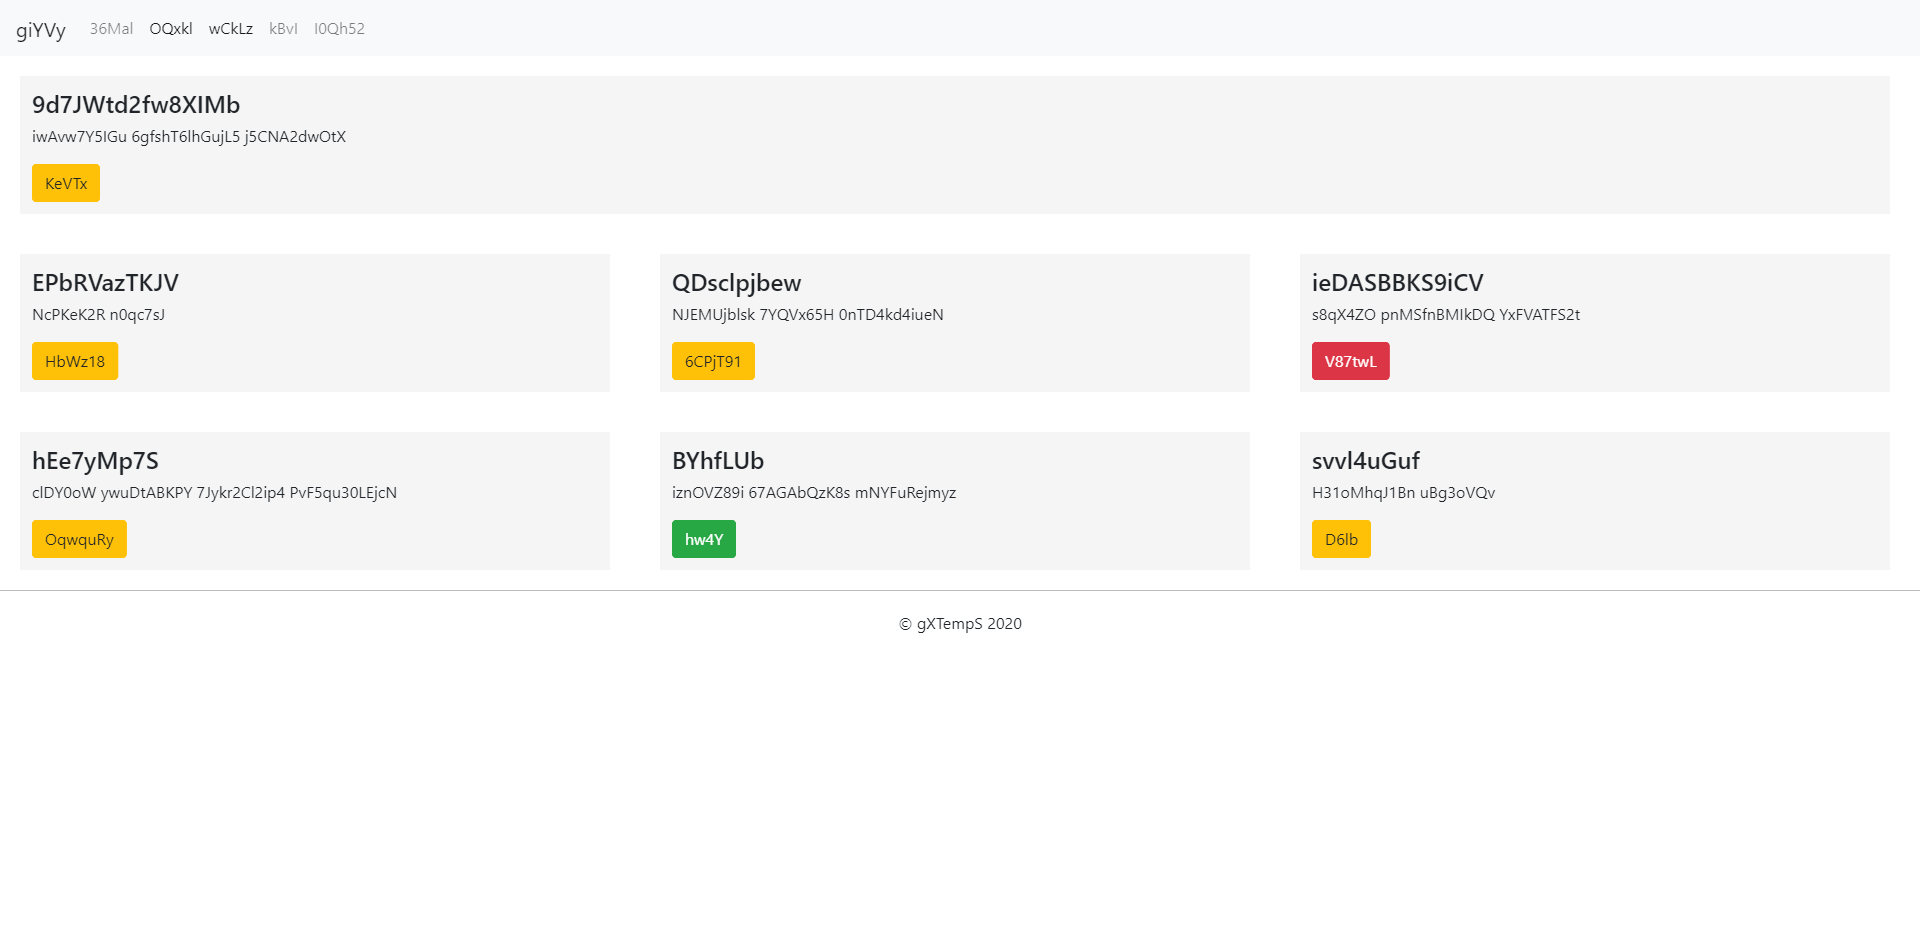 giYVy 36Mal OQxkl wCkLz kBvI I0Qh52
9d7JWtd2fw8XIMb
iwAvw7Y5IGu 6gfshT6lhGujL5 j5CNA2dwOtX
KeVTx
EPbRVazTKJV
NcPKeK2R n0qc7sJ
HbWz18
QDsclpjbew
NJEMUjblsk 7YQVx65H 0nTD4kd4iueN
6CPjT91
ieDASBBKS9iCV
s8qX4ZO pnMSfnBMIkDQ YxFVATFS2t
V87twL
hEe7yMp7S
clDY0oW ywuDtABKPY 7Jykr2Cl2ip4 PvF5qu30LEjcN
OqwquRy
BYhfLUb
iznOVZ89i 67AGAbQzK8s mNYFuRejmyz
hw4Y
svvl4uGuf
H31oMhqJ1Bn uBg3oVQv
D6lb
© gXTempS 2020